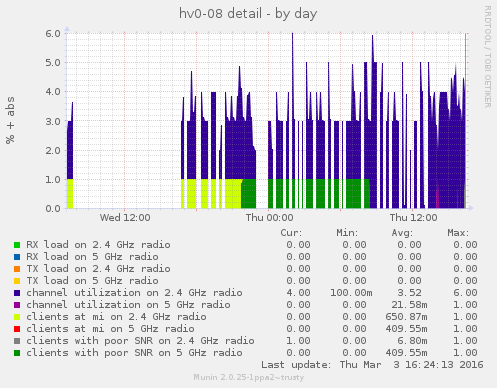 hv0-08 detail - by day
RRDTOOL / TOBI OETIKER
% + abs
6.0
5.0
4.0
3.0
2.0
1.0
0.0
Wed 12:00 Thu 00:00 Thu 12:00
Cur: Min: Avg: Max:
RX load on 2.4 GHz radio 0.00 0.00 0.00 0.00
RX load on 5 GHz radio 0.00 0.00 0.00 0.00
TX load on 2.4 GHz radio 0.00 0.00 0.00 0.00
TX load on 5 GHz radio 0.00 0.00 0.00 0.00
channel utilization on 2.4 GHz radio 4.00 100.00m 3.52 6.00
channel utilization on 5 GHz radio 0.00 0.00 21.58m 1.00
clients at mi on 2.4 GHz radio 0.00 0.00 650.87m 1.00
clients at mi on 5 GHz radio 0.00 0.00 409.55m 1.00
clients with poor SNR on 2.4 GHz radio 1.00 0.00 6.80m 1.00
clients with poor SNR on 5 GHz radio 0.00 0.00 409.55m 1.00
Last update: Thu Mar 3 16:24:13 2016
Munin 2.0.25-1ppa2~trusty